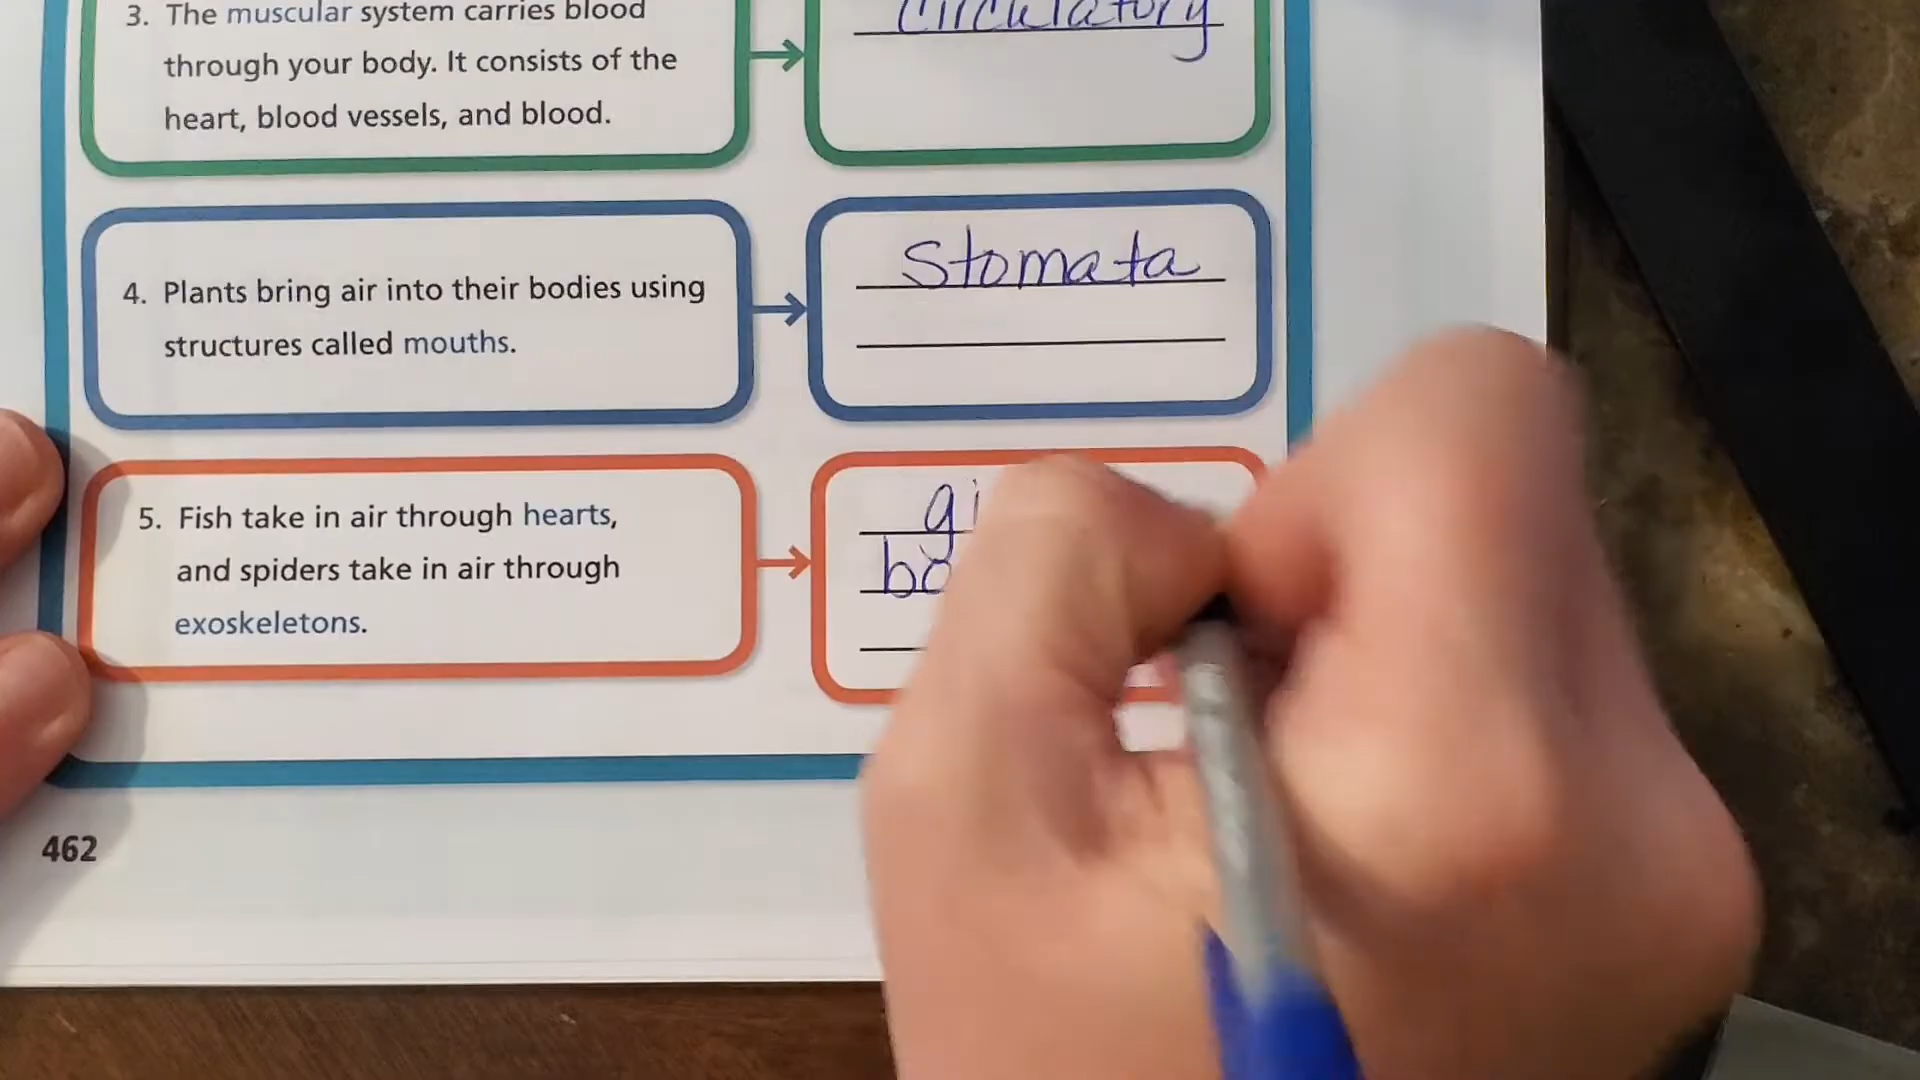 3. The muscular system carries blood
circulatory
through your body. It consists of the
heart, blood vessels, and blood.
Stomata
4. Plants bring air into their bodies using
structures called mouths.
5. Fish take in air through hearts,
and spiders take in air through
exoskeletons.
462